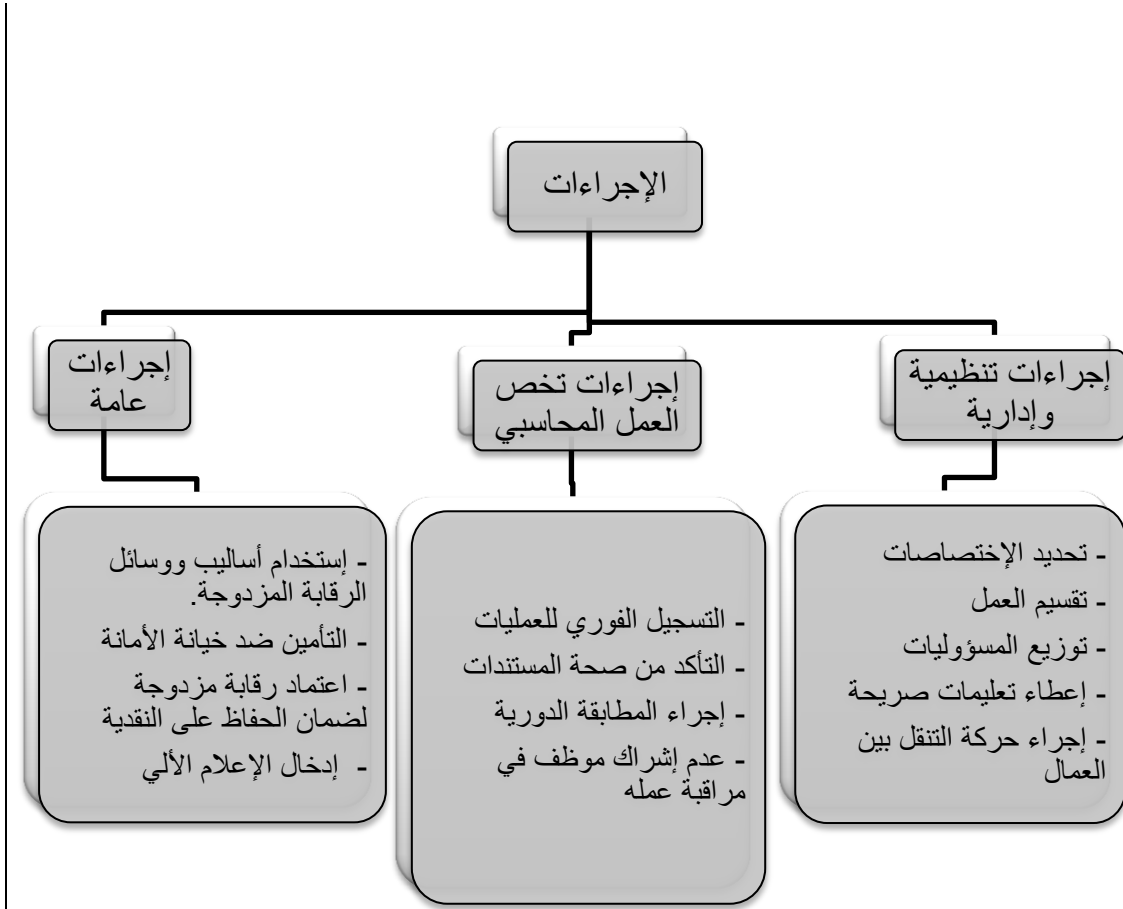 الإجراءات
إجراءات تنظيمية
وإدارية
إجراءات تخص
العمل المحاسبي
إجراءات
عامة
- تحديد الإختصاصات
- تقسيم العمل
- توزيع المسؤوليات
- إعطاء تعليمات صريحة
- إجراء حركة التنقل بين
العمال
- التسجيل الفوري للعمليات
- التأكد من صحة المستندات
- إجراء المطابقة الدورية
- عدم إشراك موظف في
مراقبة عمله
- إستخدام أساليب ووسائل
الرقابة المزدوجة.
- التأمين ضد خيانة الأمانة
- اعتماد رقابة مزدوجة
لضمان الحفاظ على النقدية
- إدخال الإعلام الألي